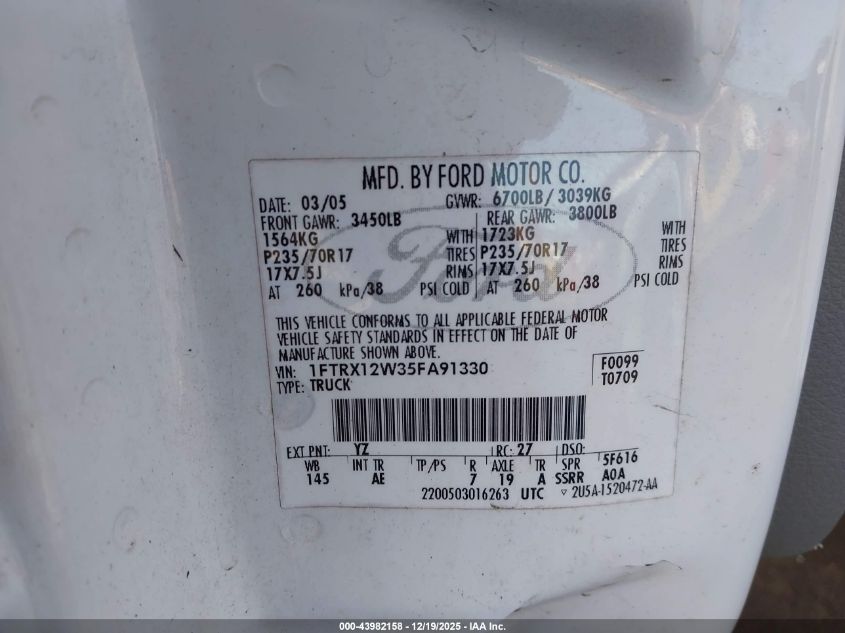 MFD. BY FORD MOTOR CO.
DATE: 03/05 GVWR: 6700LB/ 3039KG
FRONT GAWR: 3450LB REAR GAWR: 3800LB
1564KG WITH 1723KG WITH
P235/70R17 TIRES P235/70R17 TIRES
17X7.5J RIMS 17X7.5J RIMS
AT 260 kPa/38 PSI COLD AT 260 kPa/38 PSI COLD
Ford
THIS VEHICLE CONFORMS TO ALL APPLICABLE FEDERAL MOTOR
VEHICLE SAFETY STANDARDS IN EFFECT ON THE DATE OF
MANUFACTURE SHOWN ABOVE.
VIN: 1FTRX12W35FA91330 F0099
TYPE: TRUCK T0709
EXT PNT: YZ RC: 27 DSO:
WB INT TR TP/PS R AXLE TR SPR 5F616
145 AE 7 19 A SSRR A0A
2200503016263 UTC ▽ 2U5A-1520472-AA
000-43982158 - 12/19/2025 - IAA Inc.